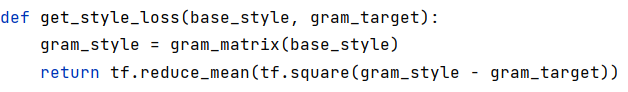 def get_style_loss(base_style, gram_target):
    gram_style = gram_matrix(base_style)
    return tf.reduce_mean(tf.square(gram_style - gram_target))